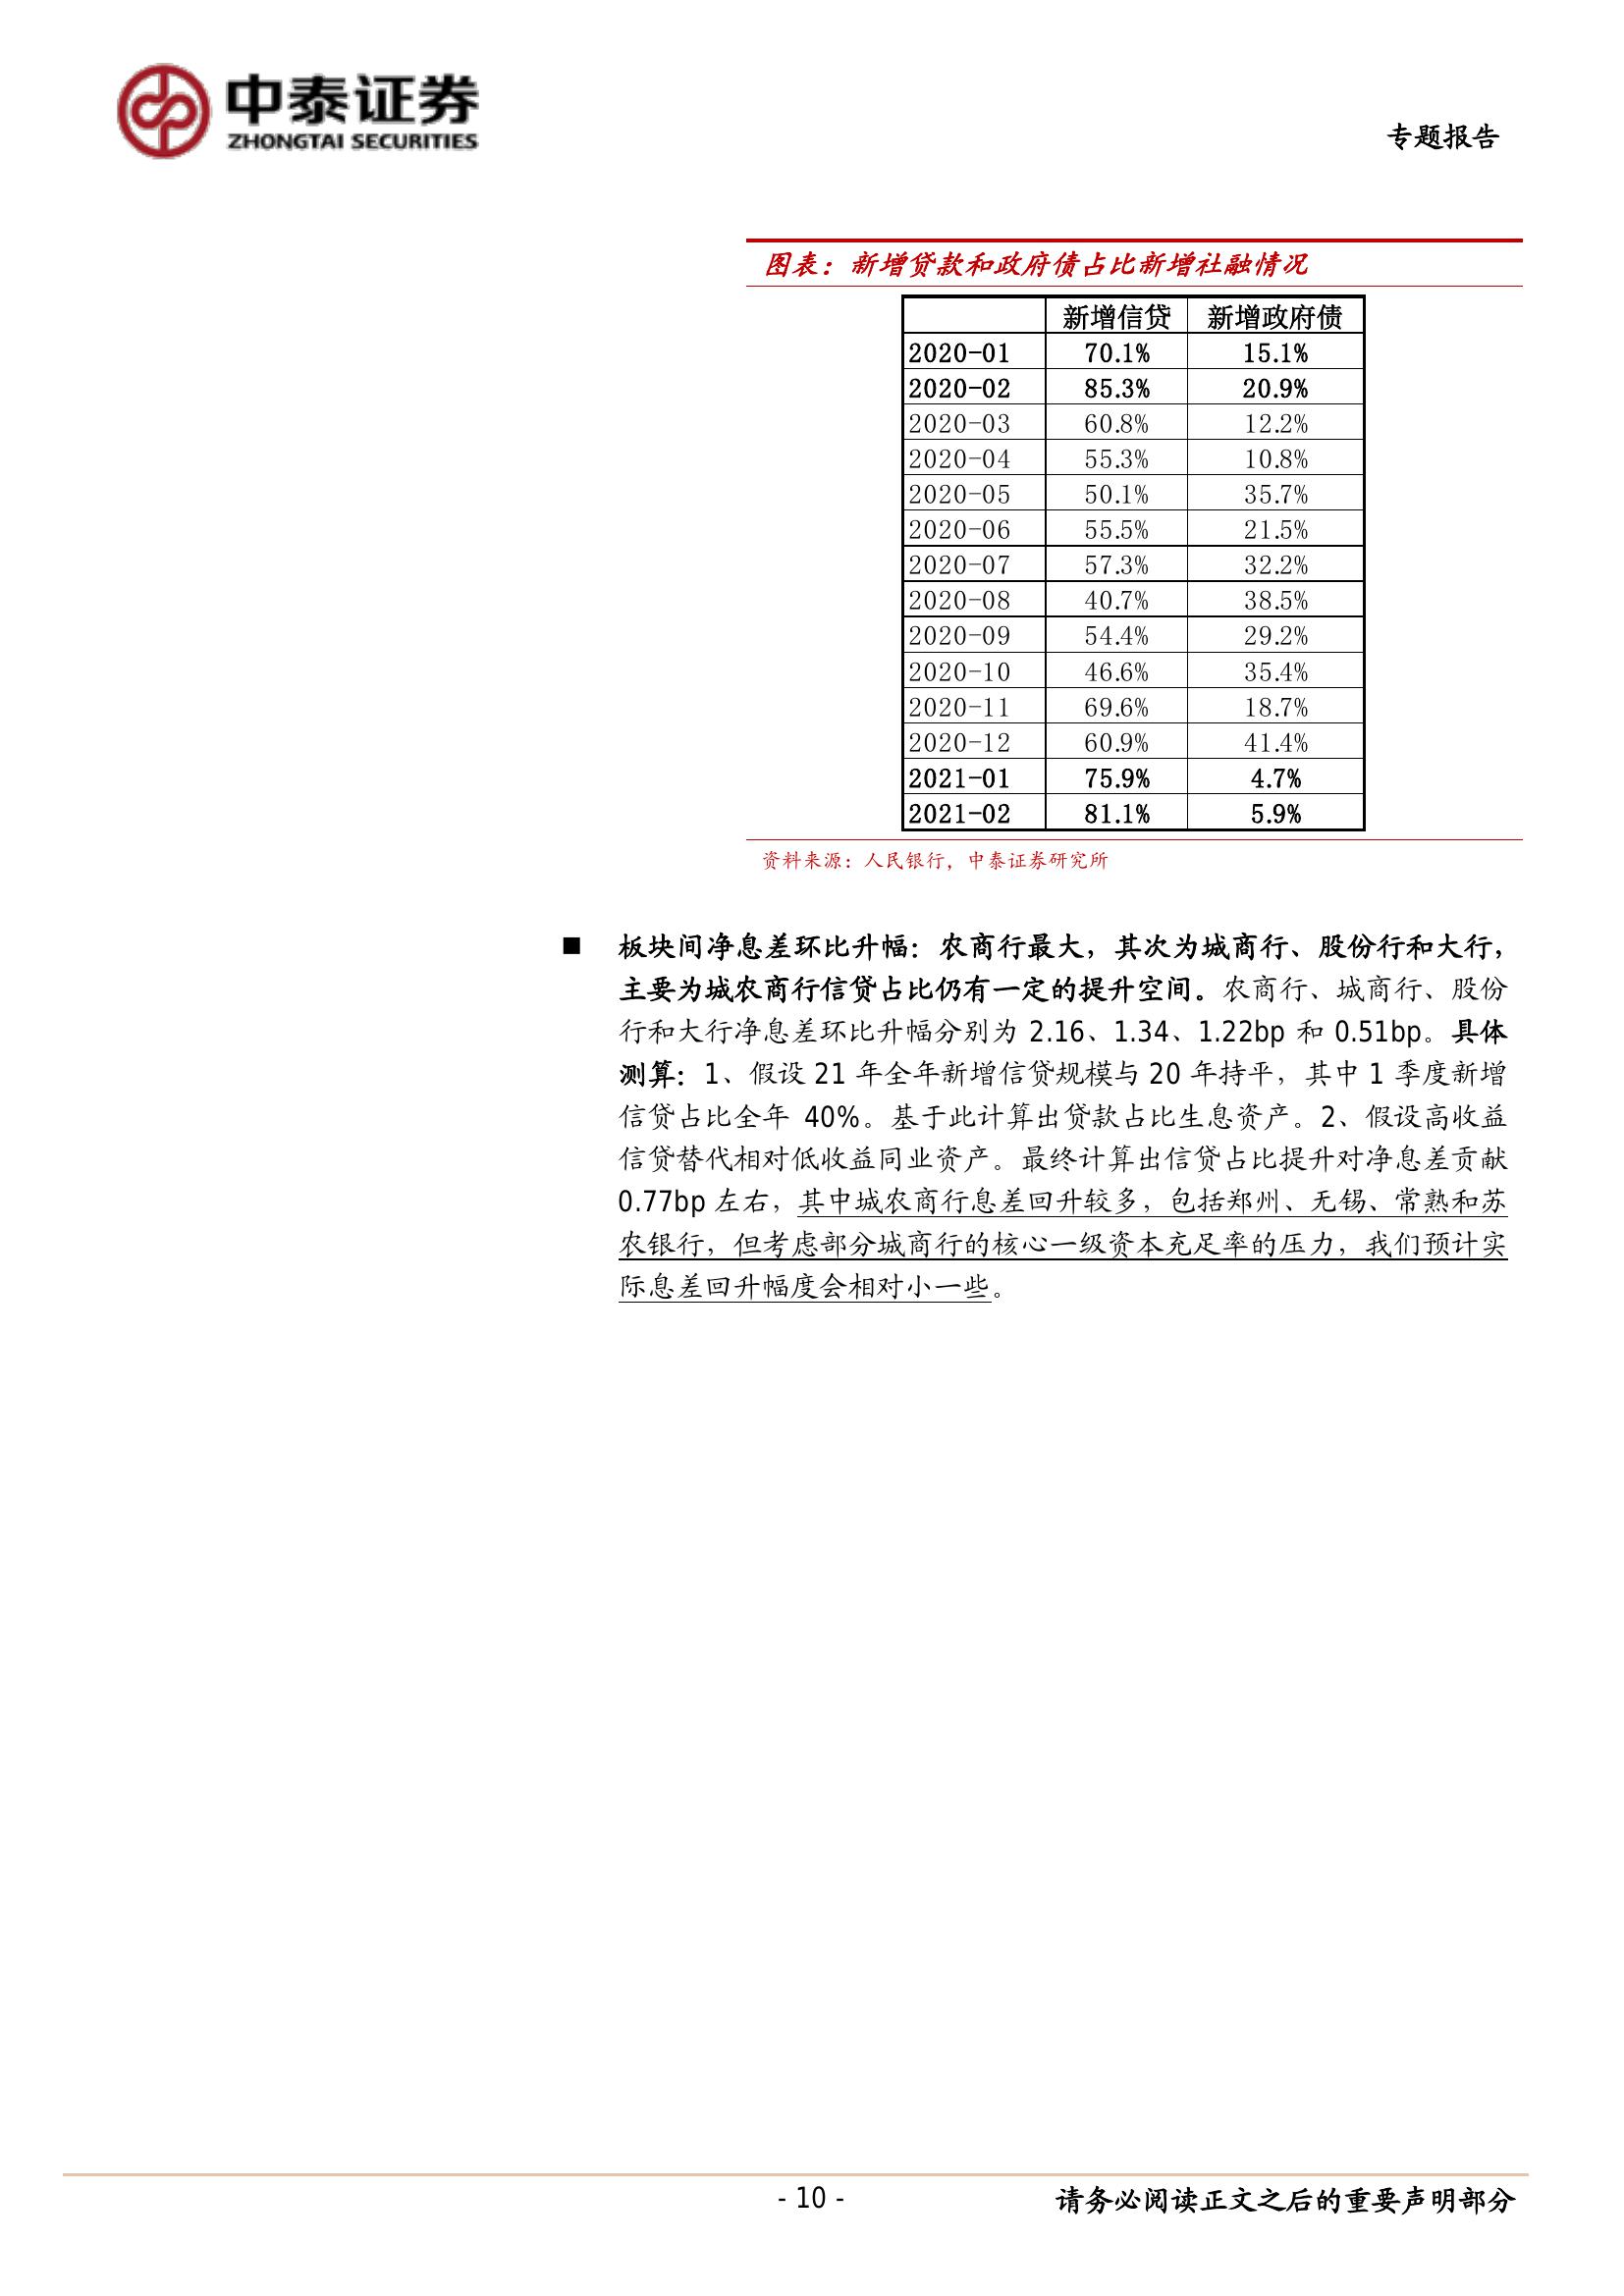 中泰证券
ZHONGTAI SECURITIES
专题报告
图表：新增贷款和政府债占比新增社融情况
新增信贷 新增政府债
2020-01 70.1% 15.1%
2020-02 85.3% 20.9%
2020-03 60.8% 12.2%
2020-04 55.3% 10.8%
2020-05 50.1% 35.7%
2020-06 55.5% 21.5%
2020-07 57.3% 32.2%
2020-08 40.7% 38.5%
2020-09 54.4% 29.2%
2020-10 46.6% 35.4%
2020-11 69.6% 18.7%
2020-12 60.9% 41.4%
2021-01 75.9% 4.7%
2021-02 81.1% 5.9%
资料来源：人民银行，中泰证券研究所
■ 板块间净息差环比升幅：农商行最大，其次为城商行、股份行和大行，
主要为城农商行信贷占比仍有一定的提升空间。农商行、城商行、股份
行和大行净息差环比升幅分别为 2.16、1.34、1.22bp 和 0.51bp。具体
测算：1、假设 21 年全年新增信贷规模与 20 年持平，其中 1 季度新增
信贷占比全年 40%。基于此计算出贷款占比生息资产。2、假设高收益
信贷替代相对低收益同业资产。最终计算出信贷占比提升对净息差贡献
0.77bp 左右，其中城农商行息差回升较多，包括郑州、无锡、常熟和苏
农银行，但考虑部分城商行的核心一级资本充足率的压力，我们预计实
际息差回升幅度会相对小一些。
- 10 -
请务必阅读正文之后的重要声明部分